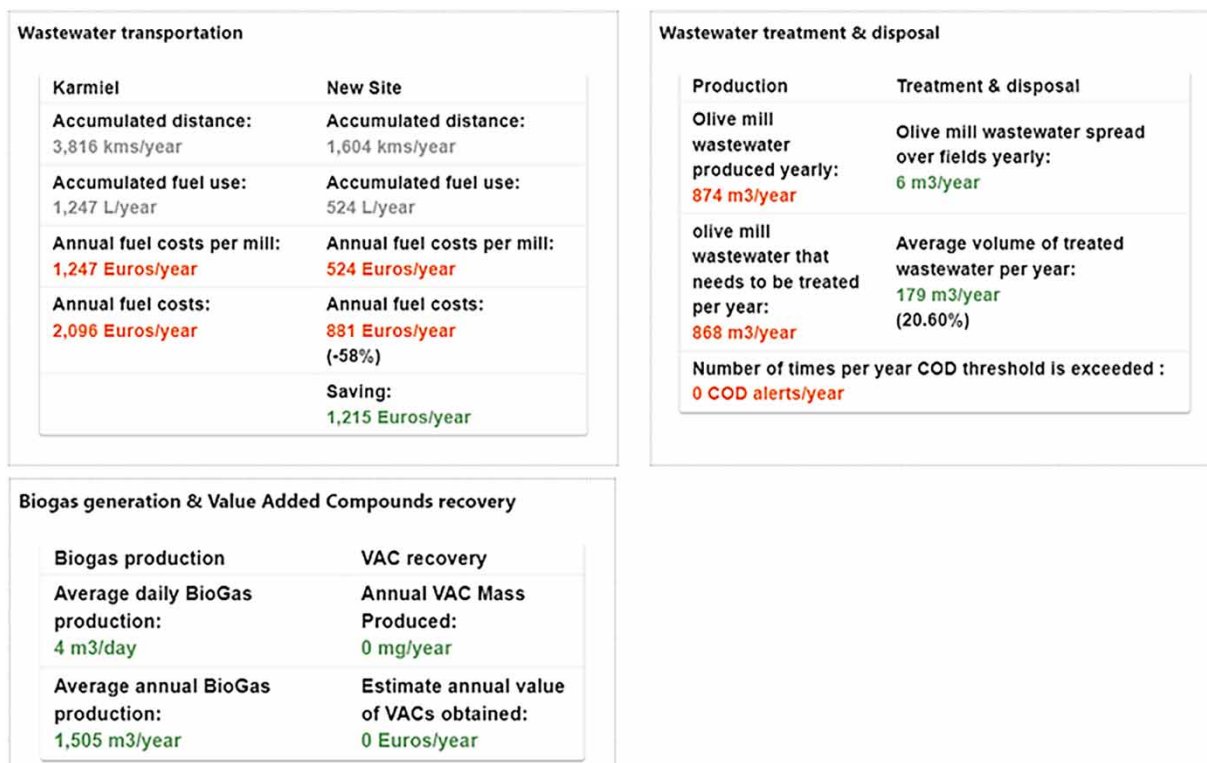 Wastewater transportation
Karmiel
New Site
Accumulated distance:
3,816 kms/year
Accumulated distance:
1,604 kms/year
Accumulated fuel use:
1,247 L/year
Accumulated fuel use:
524 L/year
Annual fuel costs per mill:
1,247 Euros/year
Annual fuel costs per mill:
524 Euros/year
Annual fuel costs:
2,096 Euros/year
Annual fuel costs:
881 Euros/year
(-58%)
Saving:
1,215 Euros/year
Wastewater treatment & disposal
Production
Treatment & disposal
Olive mill
wastewater
produced yearly:
874 m3/year
Olive mill wastewater spread
over fields yearly:
6 m3/year
olive mill
wastewater that
needs to be treated
per year:
868 m3/year
Average volume of treated
wastewater per year:
179 m3/year
(20.60%)
Number of times per year COD threshold is exceeded :
0 COD alerts/year
Biogas generation & Value Added Compounds recovery
Biogas production
VAC recovery
Average daily BioGas
production:
4 m3/day
Annual VAC Mass
Produced:
0 mg/year
Average annual BioGas
production:
1,505 m3/year
Estimate annual value
of VACs obtained:
0 Euros/year